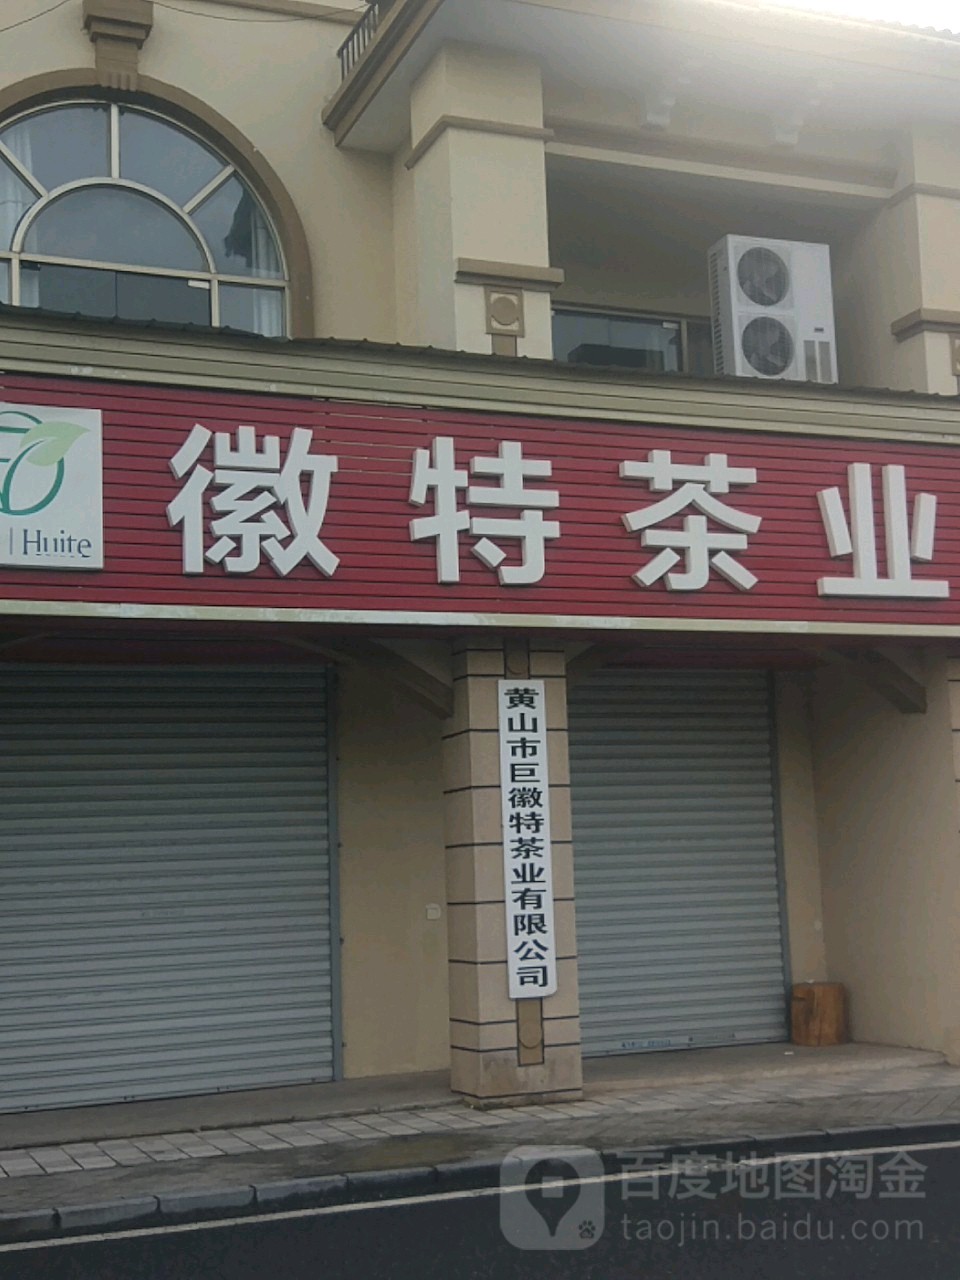 徽特茶业
Huite
黄山市巨徽特茶业有限公司
百度地图淘金
taojin.baidu.com